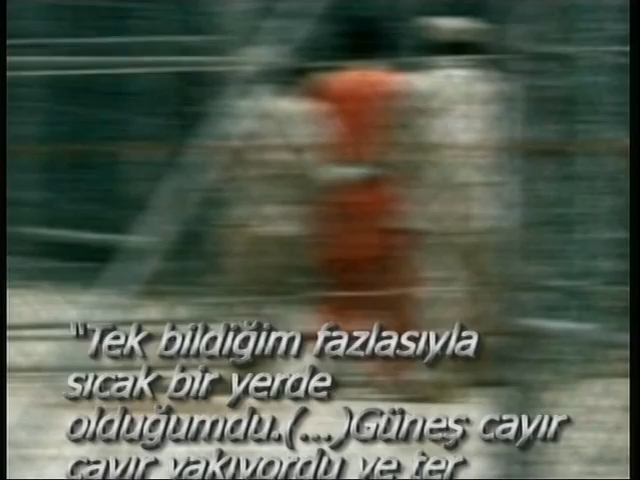 "Tek bildiğim fazlasıyla
sıcak bir yerde
olduğumdu.(...)Güneş cayır
cayır yakıyordu ve ter